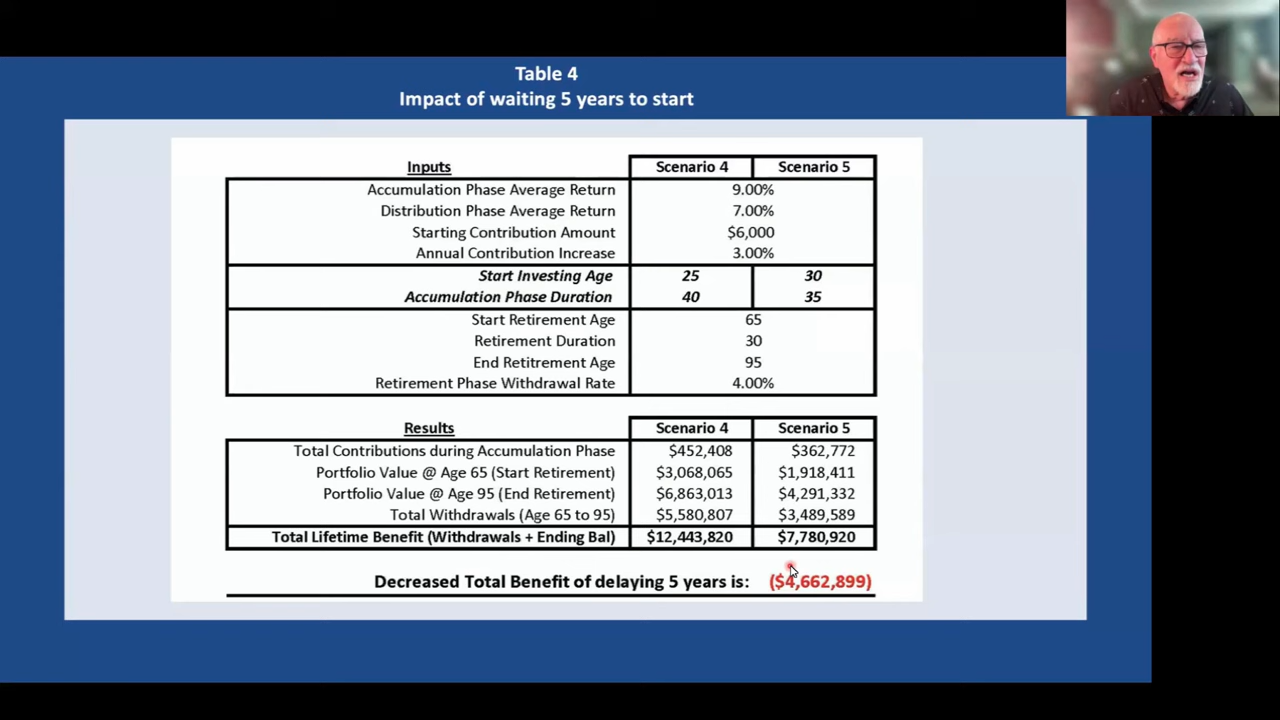 Table 4
Impact of waiting 5 years to start
Inputs Scenario 4 Scenario 5
Accumulation Phase Average Return 9.00%
Distribution Phase Average Return 7.00%
Starting Contribution Amount $6,000
Annual Contribution Increase 3.00%
Start Investing Age 25 30
Accumulation Phase Duration 40 35
Start Retirement Age 65
Retirement Duration 30
End Retitrement Age 95
Retirement Phase Withdrawal Rate 4.00%
Results Scenario 4 Scenario 5
Total Contributions during Accumulation Phase $452,408 $362,772
Portfolio Value @ Age 65 (Start Retirement) $3,068,065 $1,918,411
Portfolio Value @ Age 95 (End Retirement) $6,863,013 $4,291,332
Total Withdrawals (Age 65 to 95) $5,580,807 $3,489,589
Total Lifetime Benefit (Withdrawals + Ending Bal) $12,443,820 $7,780,920
Decreased Total Benefit of delaying 5 years is: ($4,662,899)